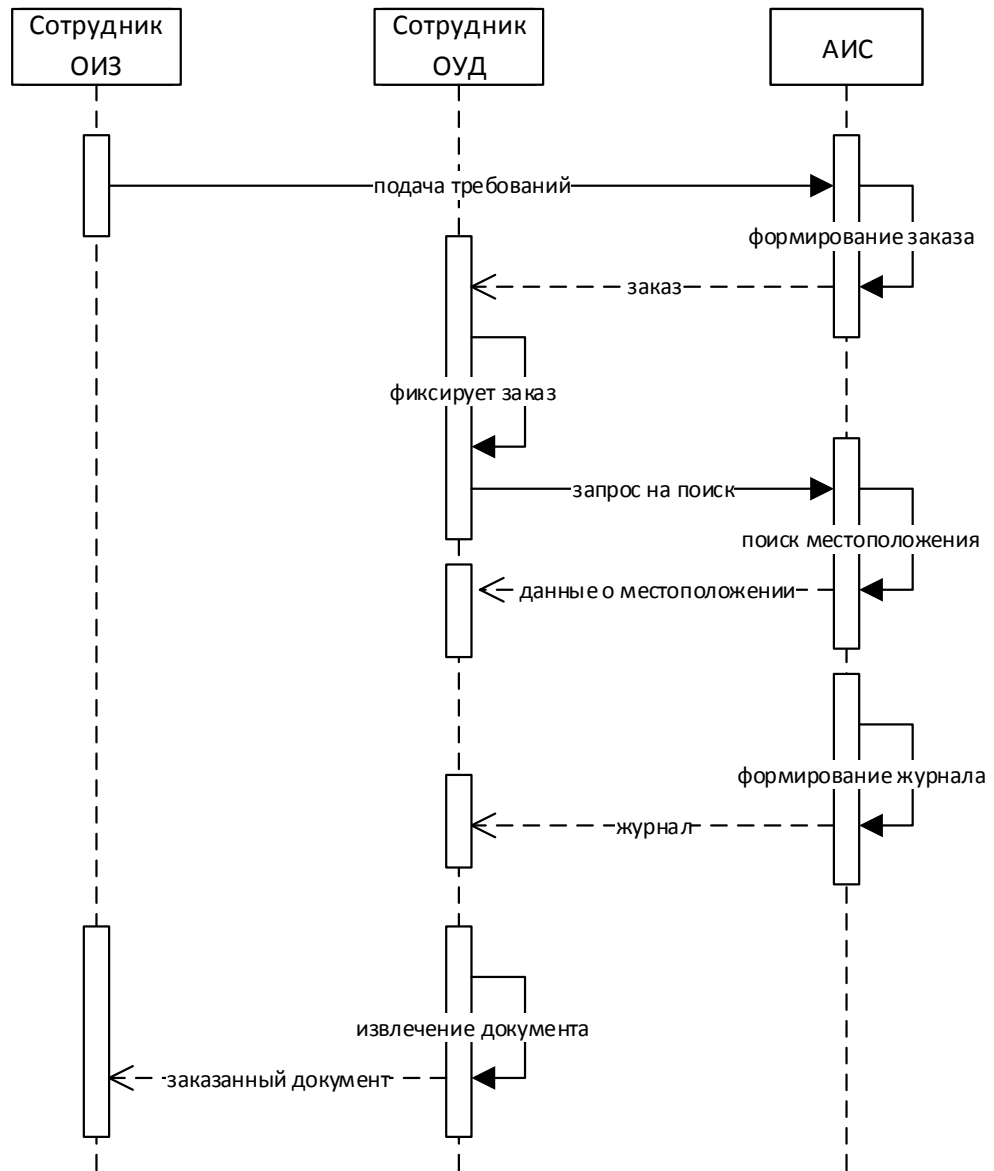 Сотрудник
ОИЗ
Сотрудник
ОУД
АИС
подача требований
формирование заказа
заказ
фиксирует заказ
запрос на поиск
поиск местоположения
данные о местоположении
формирование журнала
журнал
извлечение документа
заказанный документ